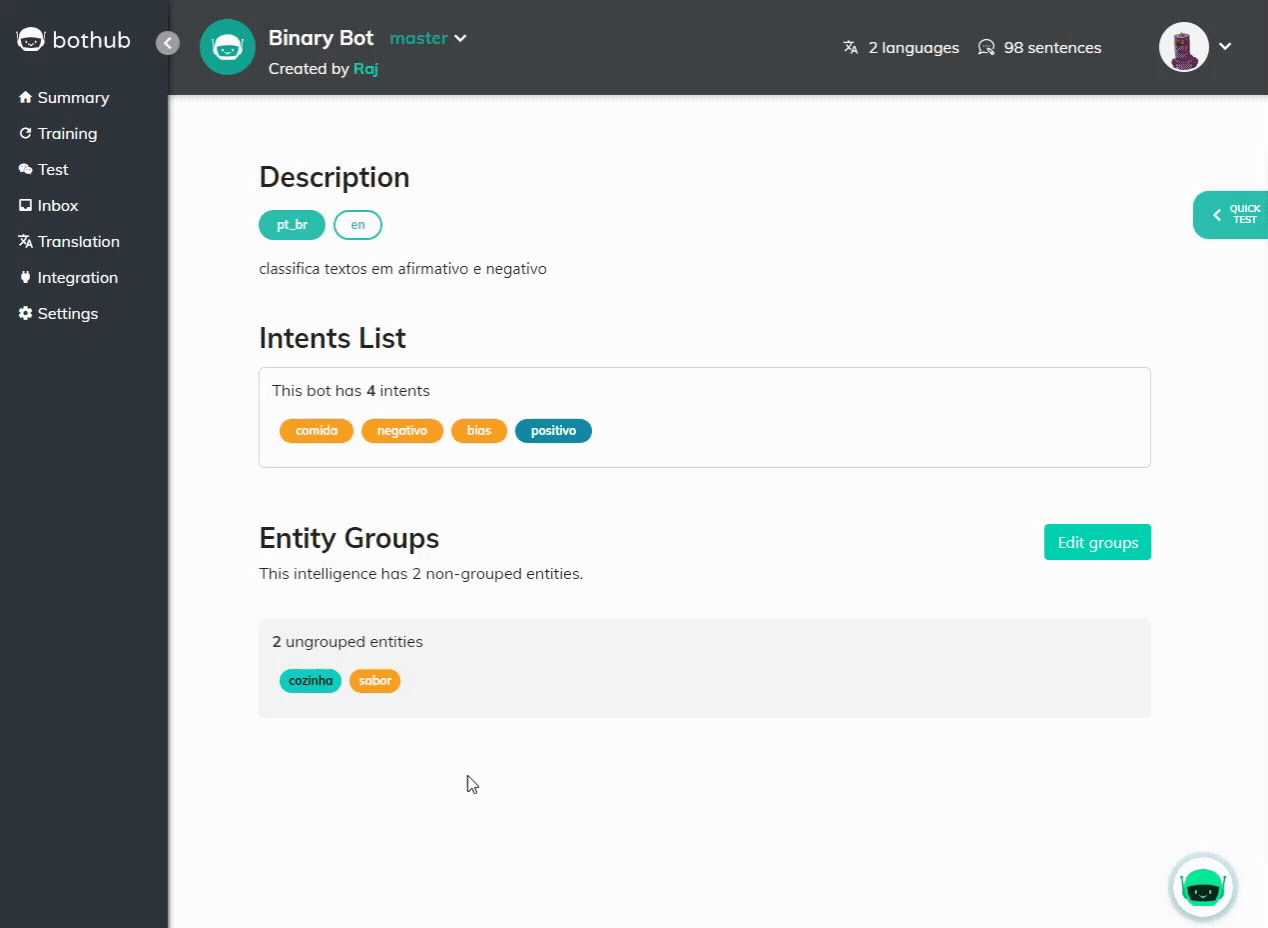 bothub
Summary
Training
Test
Inbox
Translation
Integration
Settings
Binary Bot master
Created by Raj
2 languages 98 sentences
QUICK
TEST
Description
pt_br en
classifica textos em afirmativo e negativo
Intents List
This bot has 4 intents
comida negativo bias positivo
Entity Groups
Edit groups
This intelligence has 2 non-grouped entities.
2 ungrouped entities
cozinha sabor